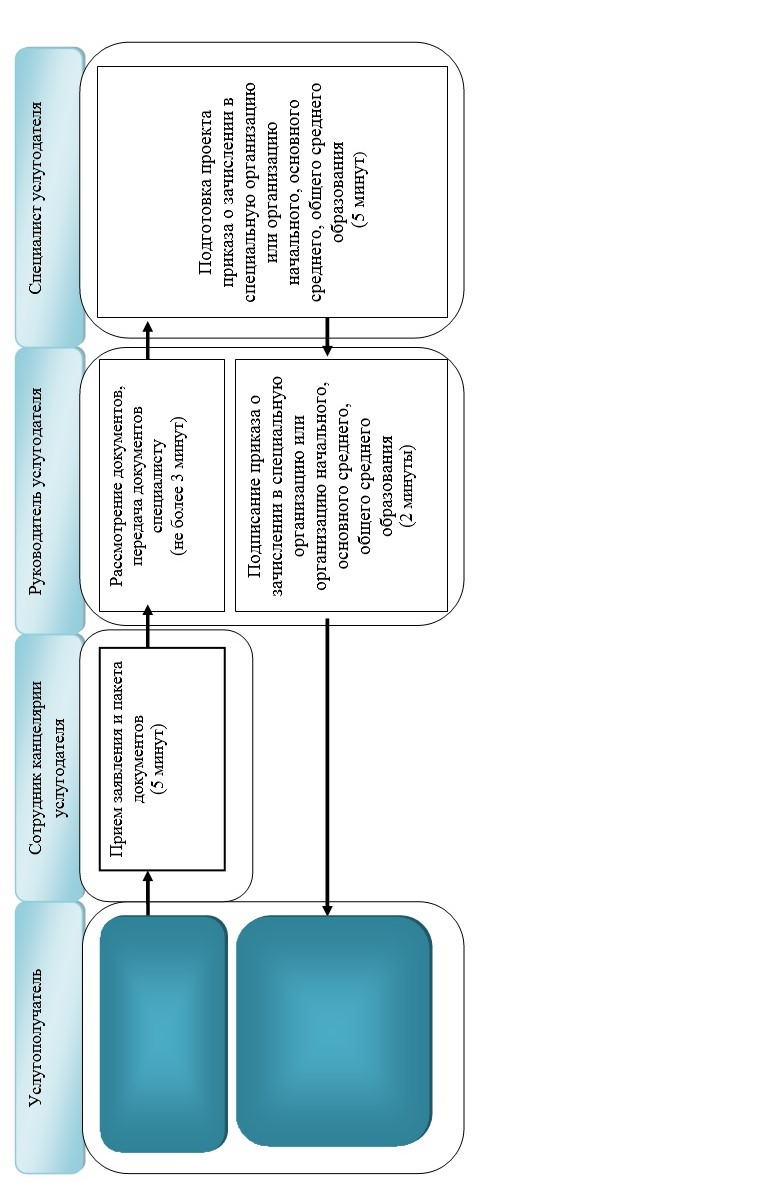 Услугополучатель
Сотрудник канцелярии
услугодателя
Руководитель услугодателя
Специалист услугодателя
Прием заявления и пакета
документов
(5 минут)
Рассмотрение документов,
передача документов
специалисту
(не более 3 минут)
Подготовка проекта
приказа о зачислении в
специальную организацию
или организацию
начального, основного
среднего, общего среднего
образования
(5 минут)
Подписание приказа о
зачислении в специальную
организацию или
организацию начального,
основного среднего,
общего среднего
образования
(2 минуты)